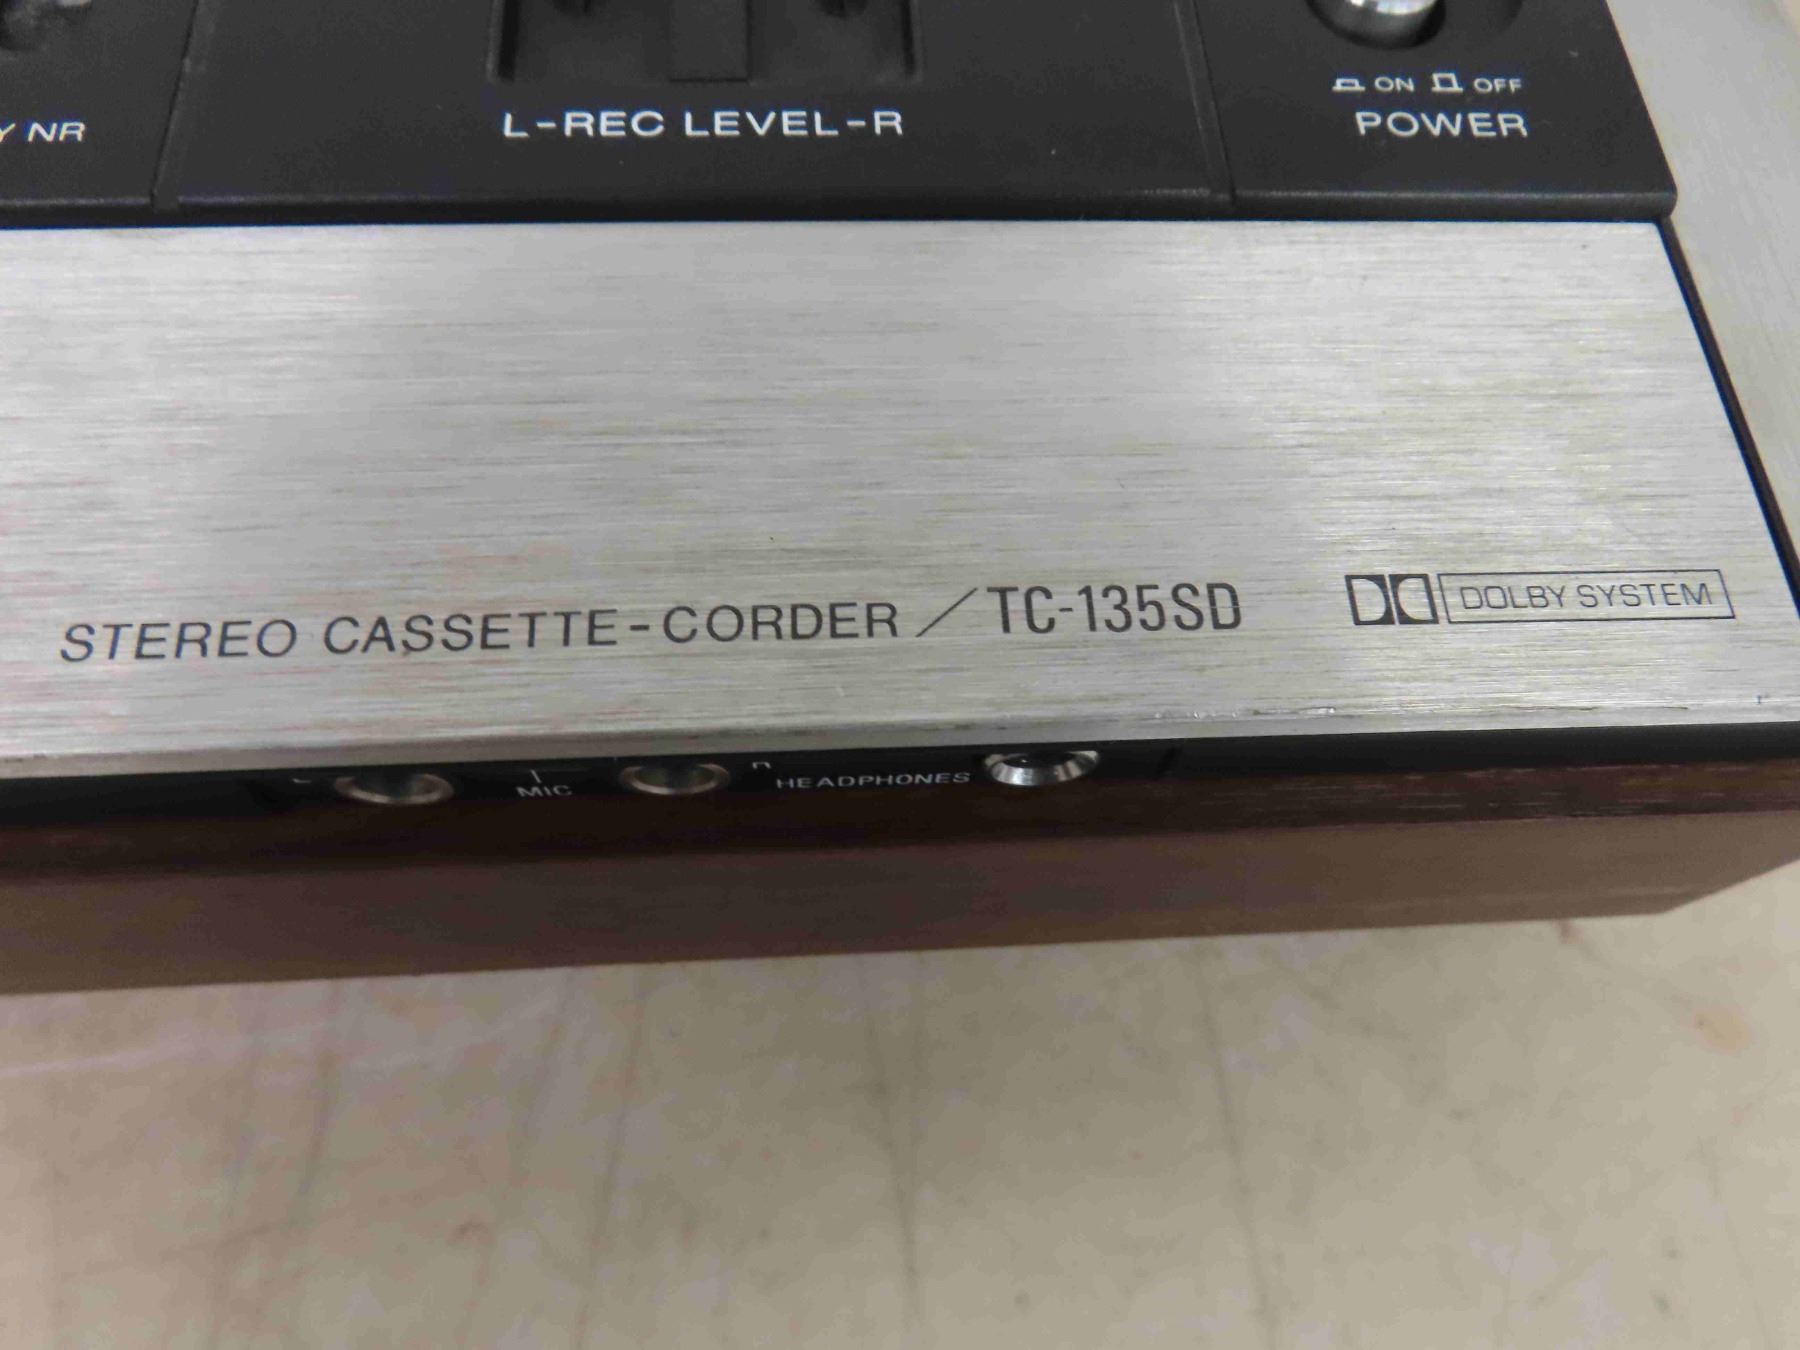 ON OFF
Y NR L-REC LEVEL-R POWER
STEREO CASSETTE-CORDER / TC-135SD DOLBY SYSTEM
L MIC R HEADPHONES